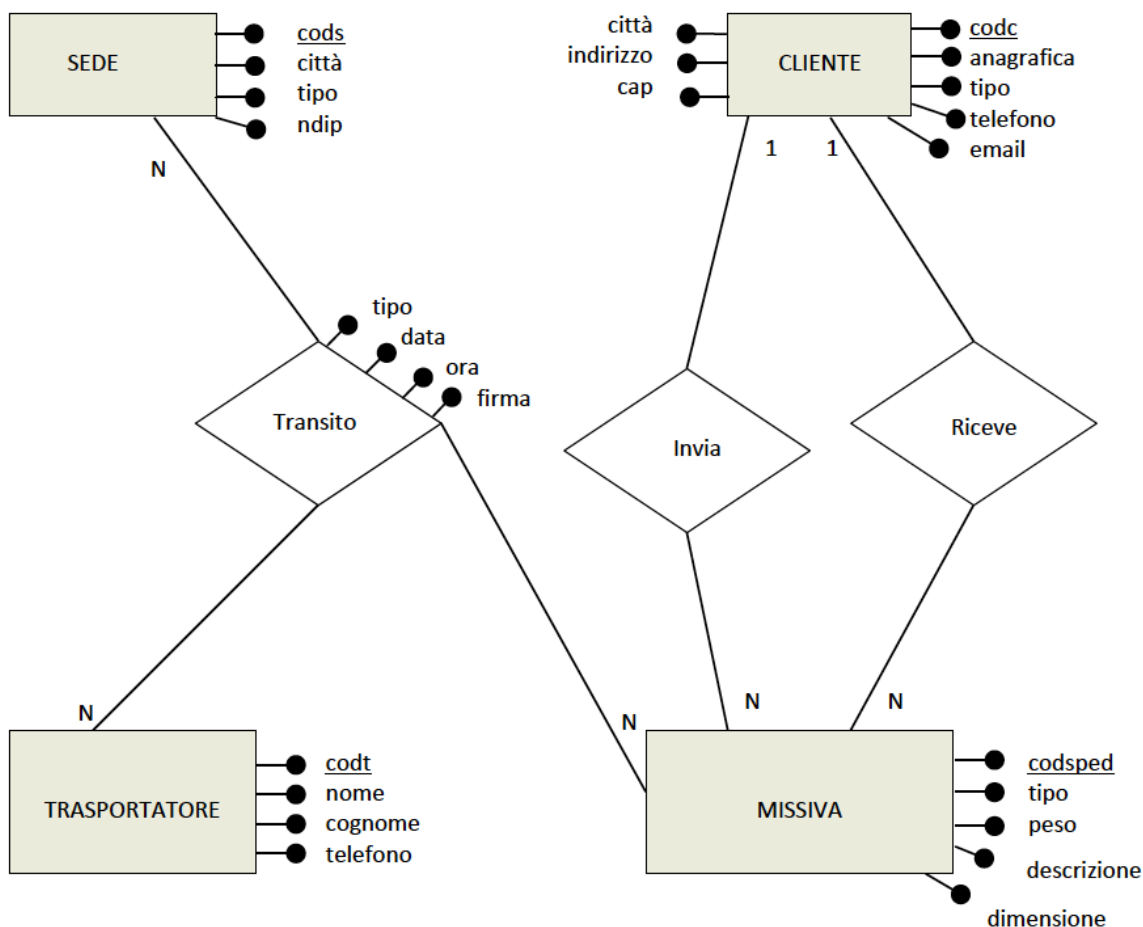 SEDE
cods
città
tipo
ndip
città
indirizzo
cap
CLIENTE
codc
anagrafica
tipo
telefono
email
N
1
1
tipo
data
ora
firma
Transito
Invia
Riceve
N
N
N
N
TRASPORTATORE
codt
nome
cognome
telefono
MISSIVA
codsped
tipo
peso
descrizione
dimensione